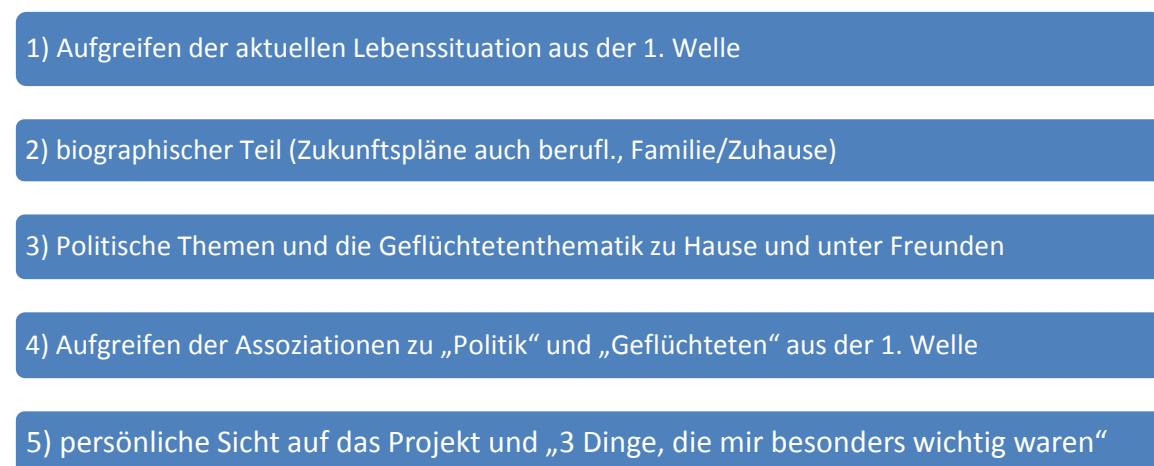 1) Aufgreifen der aktuellen Lebenssituation aus der 1. Welle
2) biographischer Teil (Zukunftspläne auch berufl., Familie/Zuhause)
3) Politische Themen und die Geflüchtetenthematik zu Hause und unter Freunden
4) Aufgreifen der Assoziationen zu „Politik“ und „Geflüchteten“ aus der 1. Welle
5) persönliche Sicht auf das Projekt und „3 Dinge, die mir besonders wichtig waren“